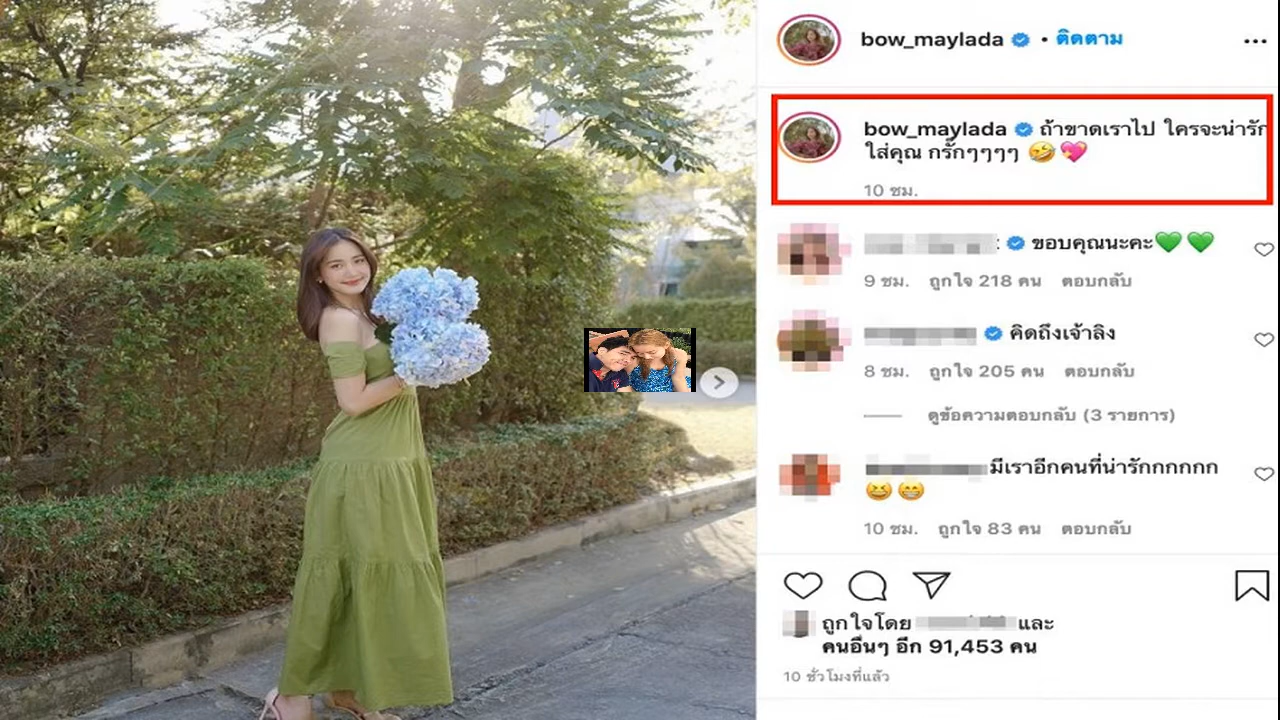 bow_maylada • ติดตาม
bow_maylada ถ้าขาดเราไป ใครจะน่ารัก
ใส่คุณ กรั๊กๆๆๆๆ 🤣💖
10 ชม.
ขอบคุณนะคะ💚💚
9 ชม. ถูกใจ 218 คน ตอบกลับ
คิดถึงเจ้าลิง
8 ชม. ถูกใจ 205 คน ตอบกลับ
ดูข้อความตอบกลับ (3 รายการ)
มีเราอีกคนที่น่ารักกกกกก
😆😁
10 ชม. ถูกใจ 83 คน ตอบกลับ
ถูกใจโดย และ
คนอื่นๆ อีก 91,453 คน
10 ชั่วโมงที่แล้ว